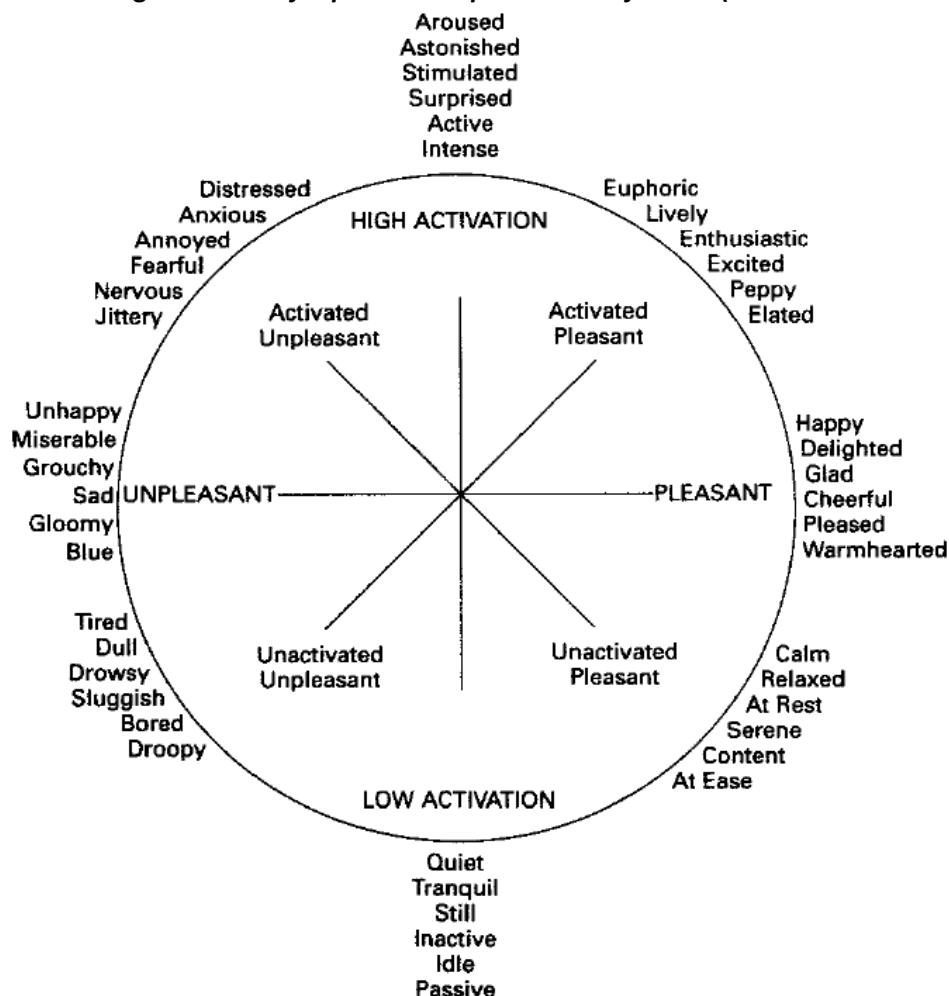 Aroused
Astonished
Stimulated
Surprised
Active
Intense
Distressed
Anxious
Annoyed
Fearful
Nervous
Jittery
HIGH ACTIVATION
Euphoric
Lively
Enthusiastic
Excited
Peppy
Elated
Activated
Unpleasant
Activated
Pleasant
Unhappy
Miserable
Grouchy
Sad
Gloomy
Blue
UNPLEASANT
PLEASANT
Happy
Delighted
Glad
Cheerful
Pleased
Warmhearted
Tired
Dull
Drowsy
Sluggish
Bored
Droopy
Unactivated
Unpleasant
Unactivated
Pleasant
Calm
Relaxed
At Rest
Serene
Content
At Ease
LOW ACTIVATION
Quiet
Tranquil
Still
Inactive
Idle
Passive